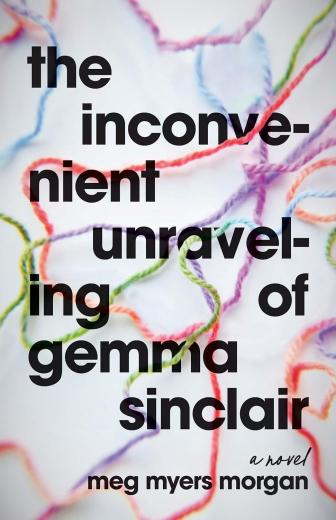 the
inconve-
nient
unravel-
ing of
gemma
sinclair
a novel
meg myers morgan